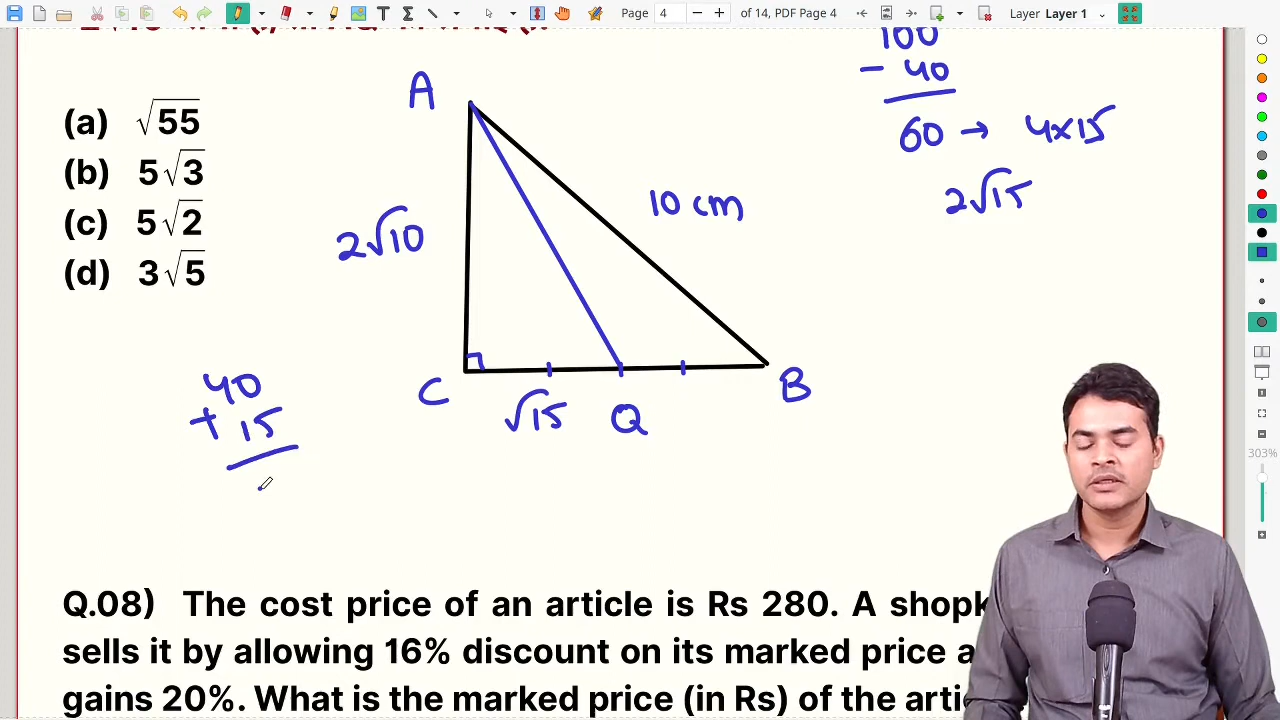 Page 4 of 14, PDF Page 4 Layer Layer 1
100
- 40
60 → 4×15
2√15
(a) √55
(b) 5√3
(c) 5√2
(d) 3√5
A
10 cm
2√10
C √15 Q B
40
+ 15
303%
Q.08) The cost price of an article is Rs 280. A
sells it by allowing 16% discount on its marked price
gains 20%. What is the marked price (in Rs) of the